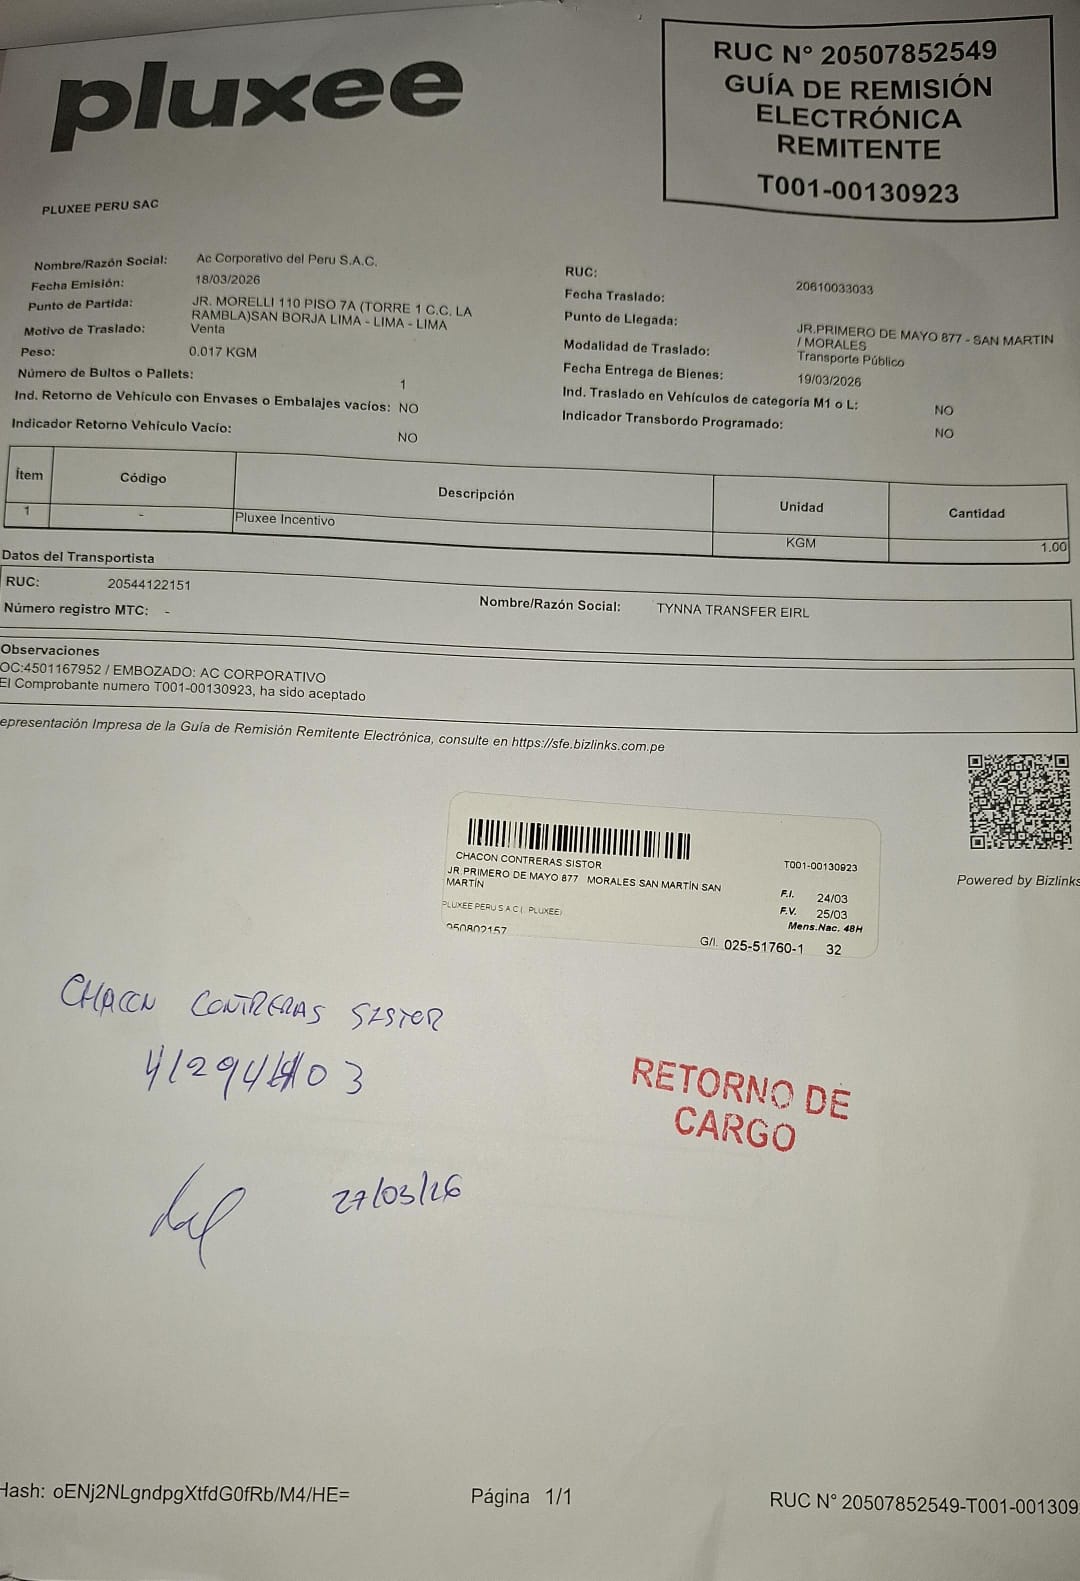 pluxee
RUC N° 20507852549
GUÍA DE REMISIÓN
ELECTRÓNICA
REMITENTE
T001-00130923
PLUXEE PERU SAC
Nombre/Razón Social: Ac Corporativo del Peru S.A.C.
Fecha Emisión: 18/03/2026
Punto de Partida: JR. MORELLI 110 PISO 7A (TORRE 1 C.C. LA
RAMBLA)SAN BORJA LIMA - LIMA - LIMA
Motivo de Traslado: Venta
Peso: 0.017 KGM
Número de Bultos o Pallets: 1
Ind. Retorno de Vehículo con Envases o Embalajes vacíos: NO
Indicador Retorno Vehículo Vacío: NO
RUC: 20610033033
Fecha Traslado:
Punto de Llegada: JR.PRIMERO DE MAYO 877 - SAN MARTIN
/ MORALES
Modalidad de Traslado: Transporte Público
Fecha Entrega de Bienes: 19/03/2026
Ind. Traslado en Vehículos de categoría M1 o L: NO
Indicador Transbordo Programado: NO
Ítem Código Descripción Unidad Cantidad
1 - Pluxee Incentivo KGM 1.00
Datos del Transportista
RUC: 20544122151 Nombre/Razón Social: TYNNA TRANSFER EIRL
Número registro MTC: -
Observaciones
OC:4501167952 / EMBOZADO: AC CORPORATIVO
El Comprobante numero T001-00130923, ha sido aceptado
epresentación Impresa de la Guía de Remisión Remitente Electrónica, consulte en https://sfe.bizlinks.com.pe
Powered by Bizlinks
CHACON CONTRERAS SISTOR
JR.PRIMERO DE MAYO 877 MORALES SAN MARTÍN SAN
MARTÍN
PLUXEE PERU S A C ( PLUXEE)
950802157
T001-00130923
F.I. 24/03
F.V. 25/03
Mens.Nac. 48H
G/I. 025-51760-1 32
CHACON CONTRERAS SISTOR
27/03/26
RETORNO DE
CARGO
Hash: oENj2NLgndpgXtfdG0fRb/M4/HE=
Página 1/1
RUC N° 20507852549-T001-001309